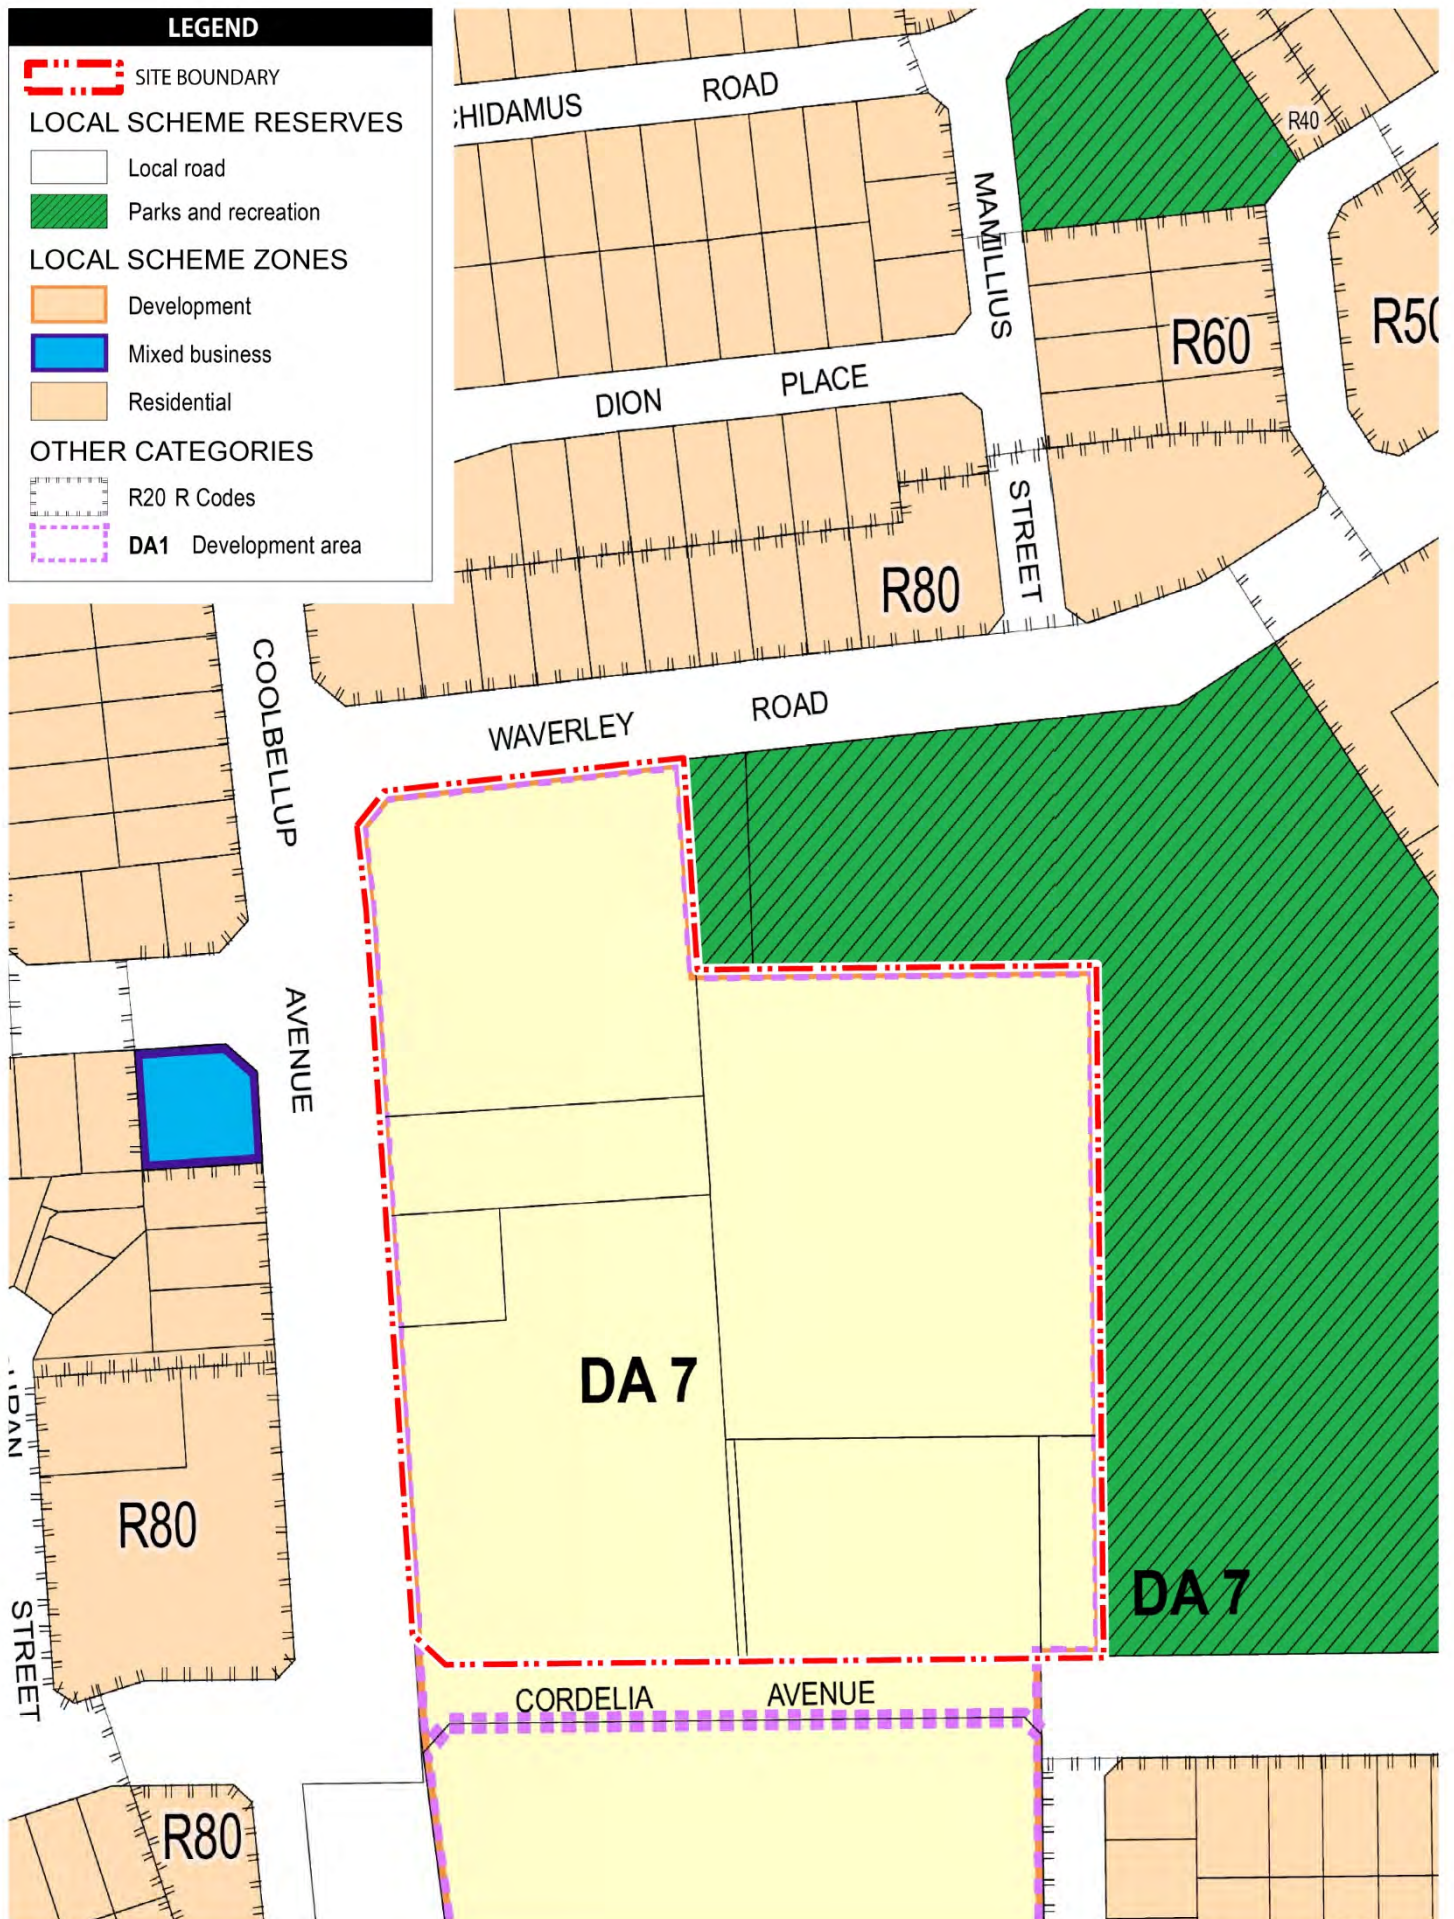 LEGEND
SITE BOUNDARY
LOCAL SCHEME RESERVES
Local road
Parks and recreation
LOCAL SCHEME ZONES
Development
Mixed business
Residential
OTHER CATEGORIES
R20 R Codes
DA1 Development area
CHIDAMUS ROAD
R40
MAMILLIUS
STREET
R60
R50
DION PLACE
R80
COOLBELLUP
AVENUE
WAVERLEY ROAD
DA 7
DA 7
R80
STREET
CORDELIA AVENUE
R80